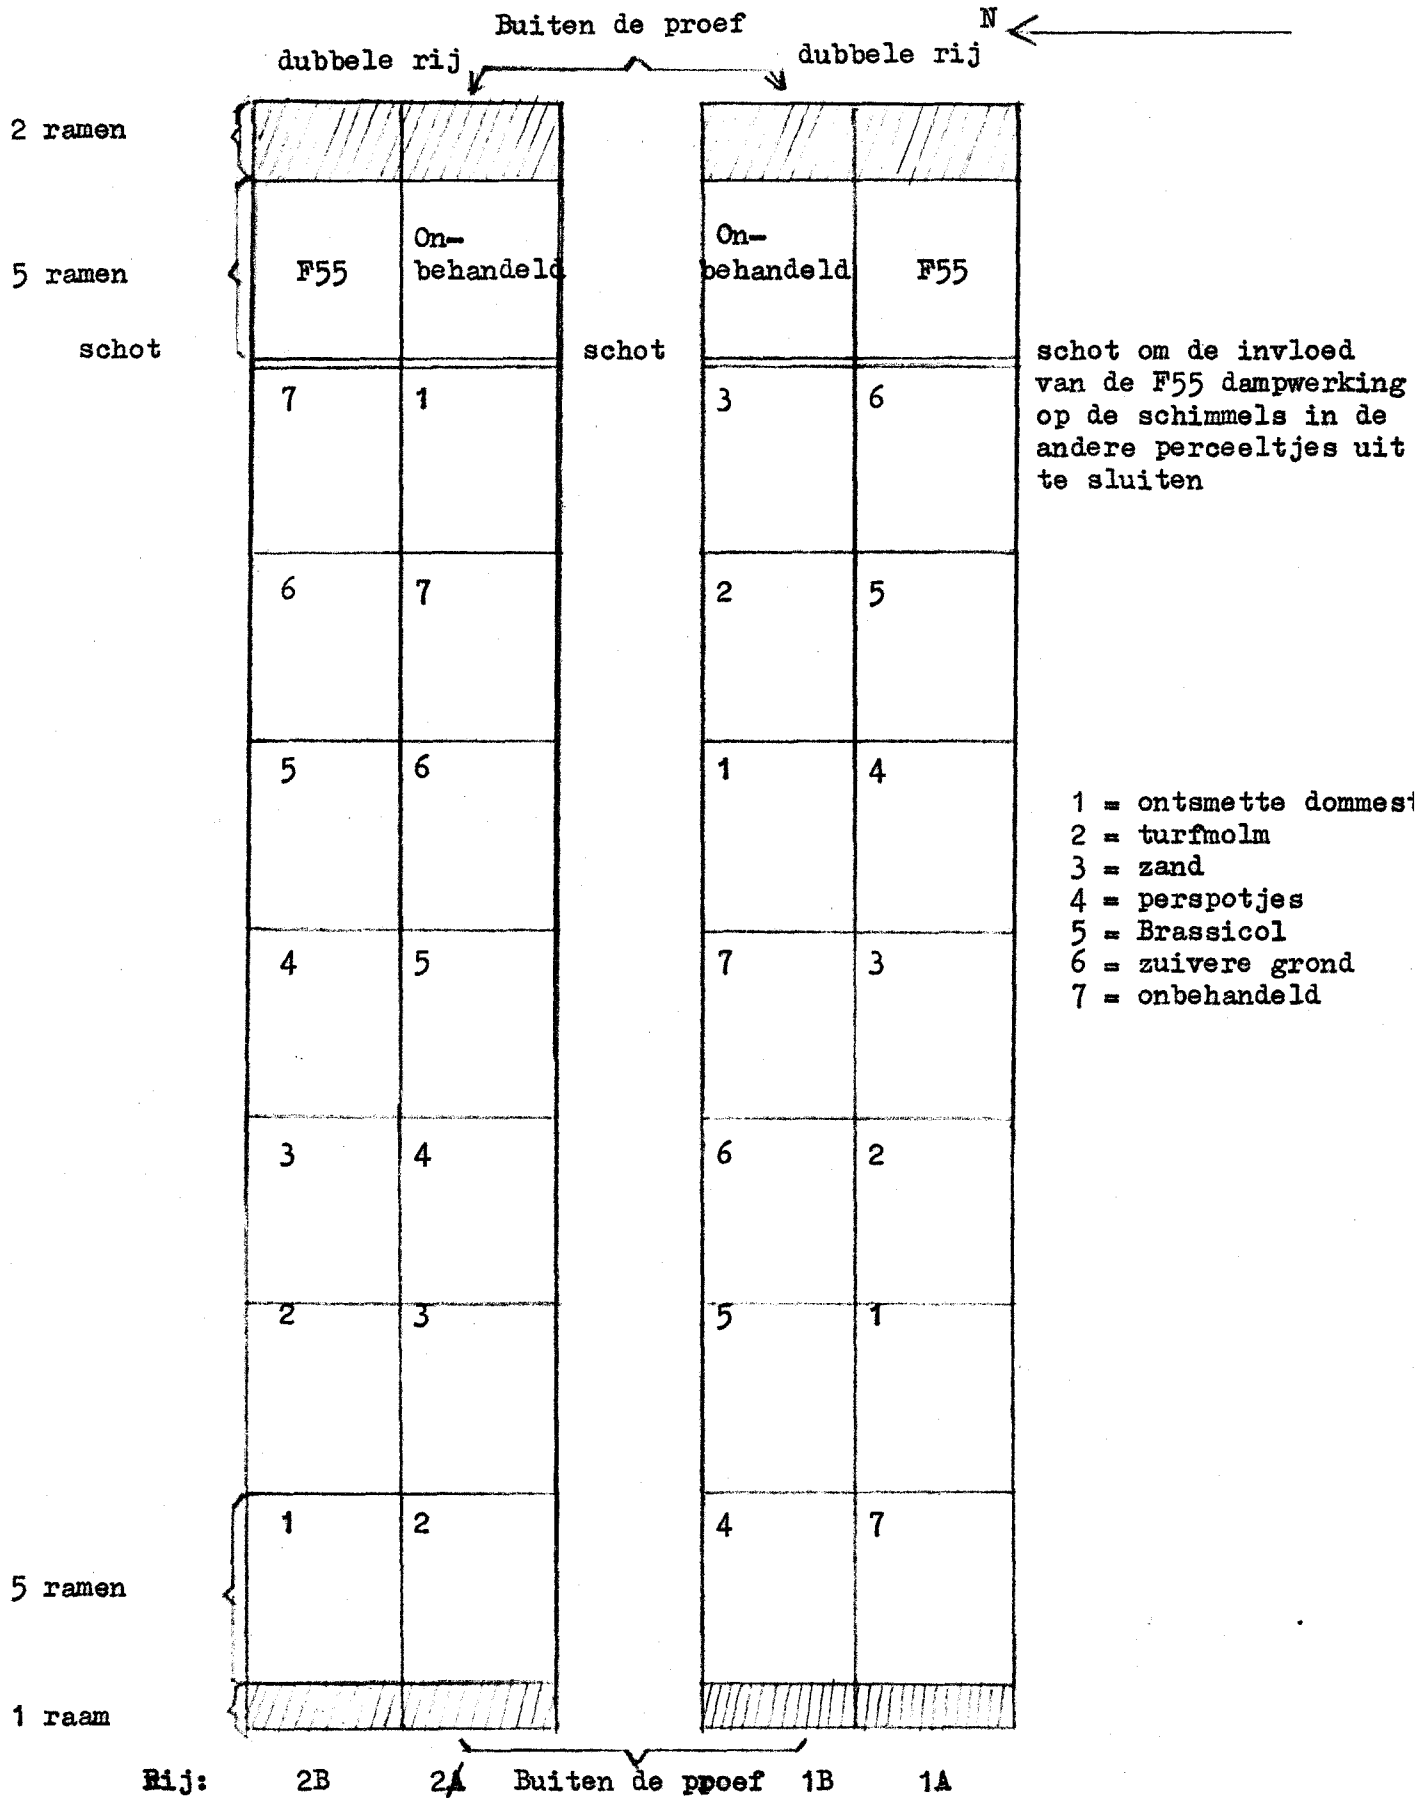 Buiten de proef
N
dubbele rij
dubbele rij
2 ramen
5 ramen
F55
On-
behandeld
On-
behandeld
F55
schot
schot
schot om de invloed
van de F55 dampwerking
op de schimmels in de
andere perceeltjes uit
te sluiten
7 1 3 6
6 7 2 5
5 6 1 4
1 = ontsmette dommest
2 = turfmolm
3 = zand
4 = perspotjes
5 = Brassicol
6 = zuivere grond
7 = onbehandeld
4 5 7 3
3 4 6 2
2 3 5 1
1 2 4 7
5 ramen
1 raam
Rij: 2B 2A Buiten de proef 1B 1A